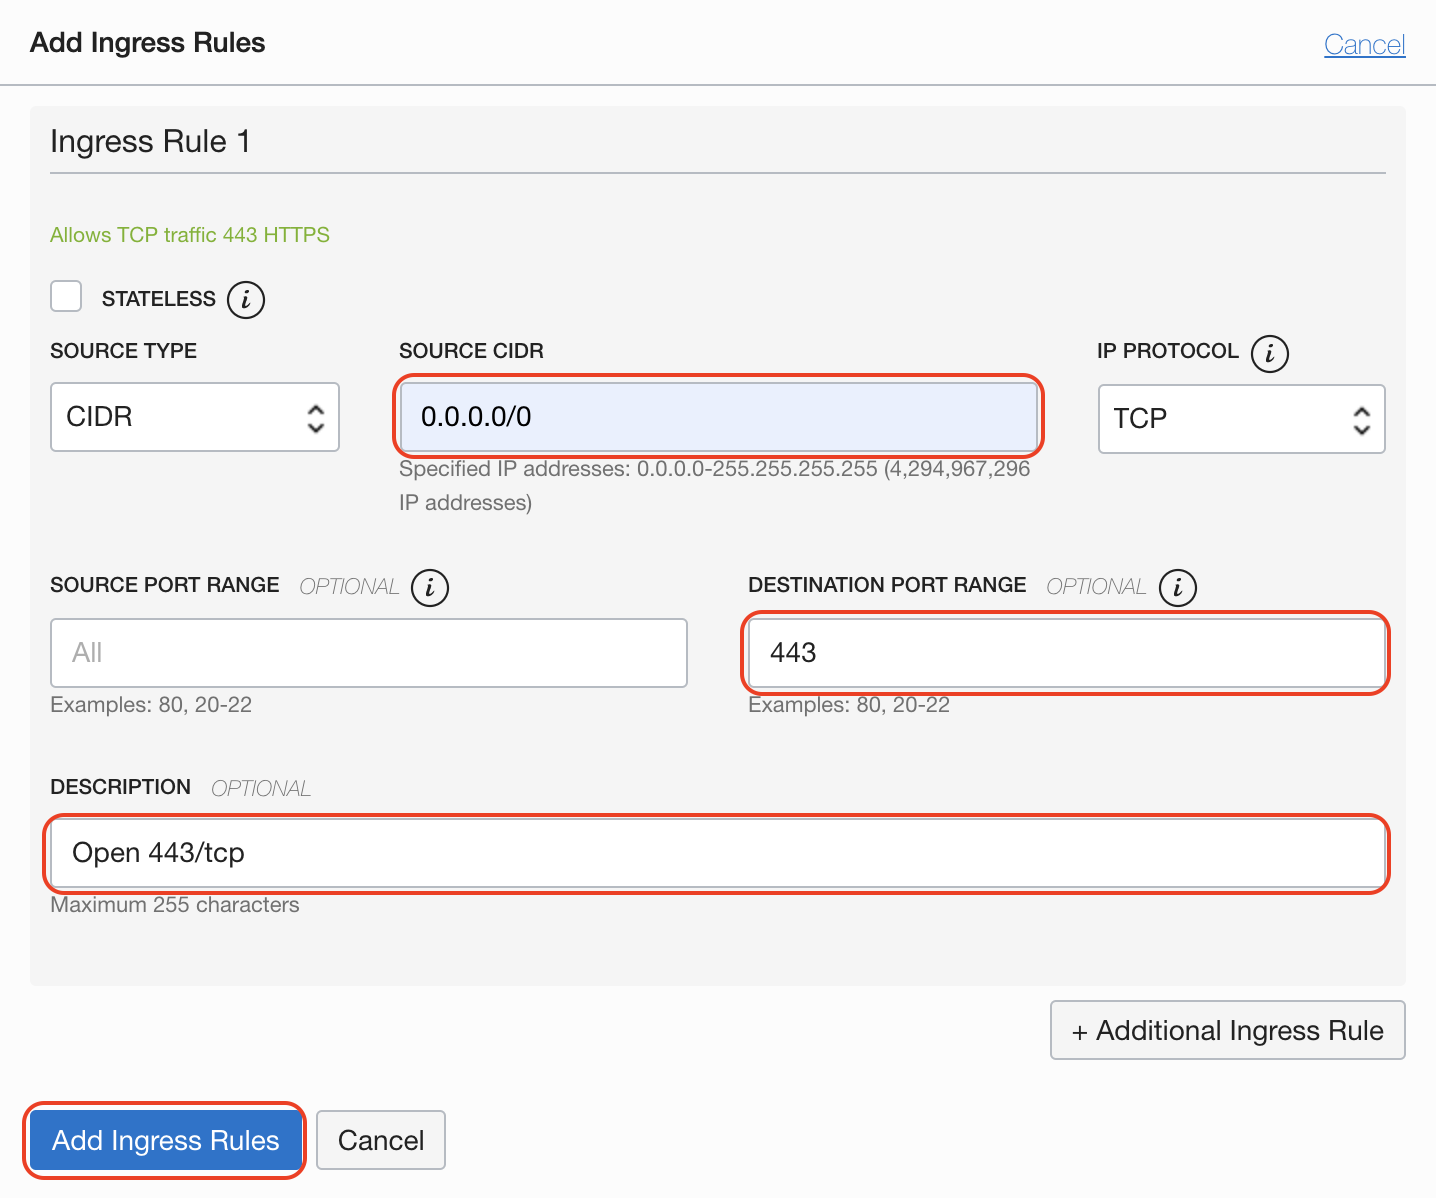 Add Ingress Rules
Cancel
Ingress Rule 1
Allows TCP traffic 443 HTTPS
STATELESS i
SOURCE TYPE
SOURCE CIDR
IP PROTOCOL i
CIDR
0.0.0.0/0
TCP
Specified IP addresses: 0.0.0.0-255.255.255.255 (4,294,967,296
IP addresses)
SOURCE PORT RANGE OPTIONAL i
DESTINATION PORT RANGE OPTIONAL i
All
443
Examples: 80, 20-22
Examples: 80, 20-22
DESCRIPTION OPTIONAL
Open 443/tcp
Maximum 255 characters
+ Additional Ingress Rule
Add Ingress Rules
Cancel